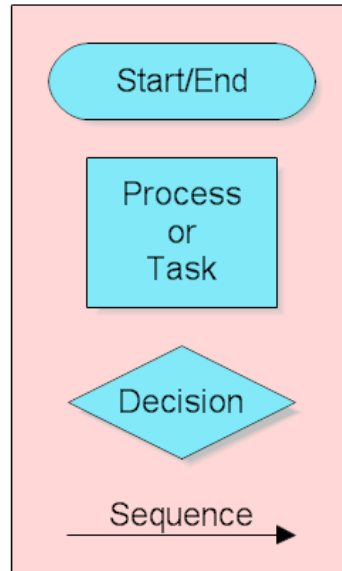 Start/End
Process
or
Task
Decision
Sequence